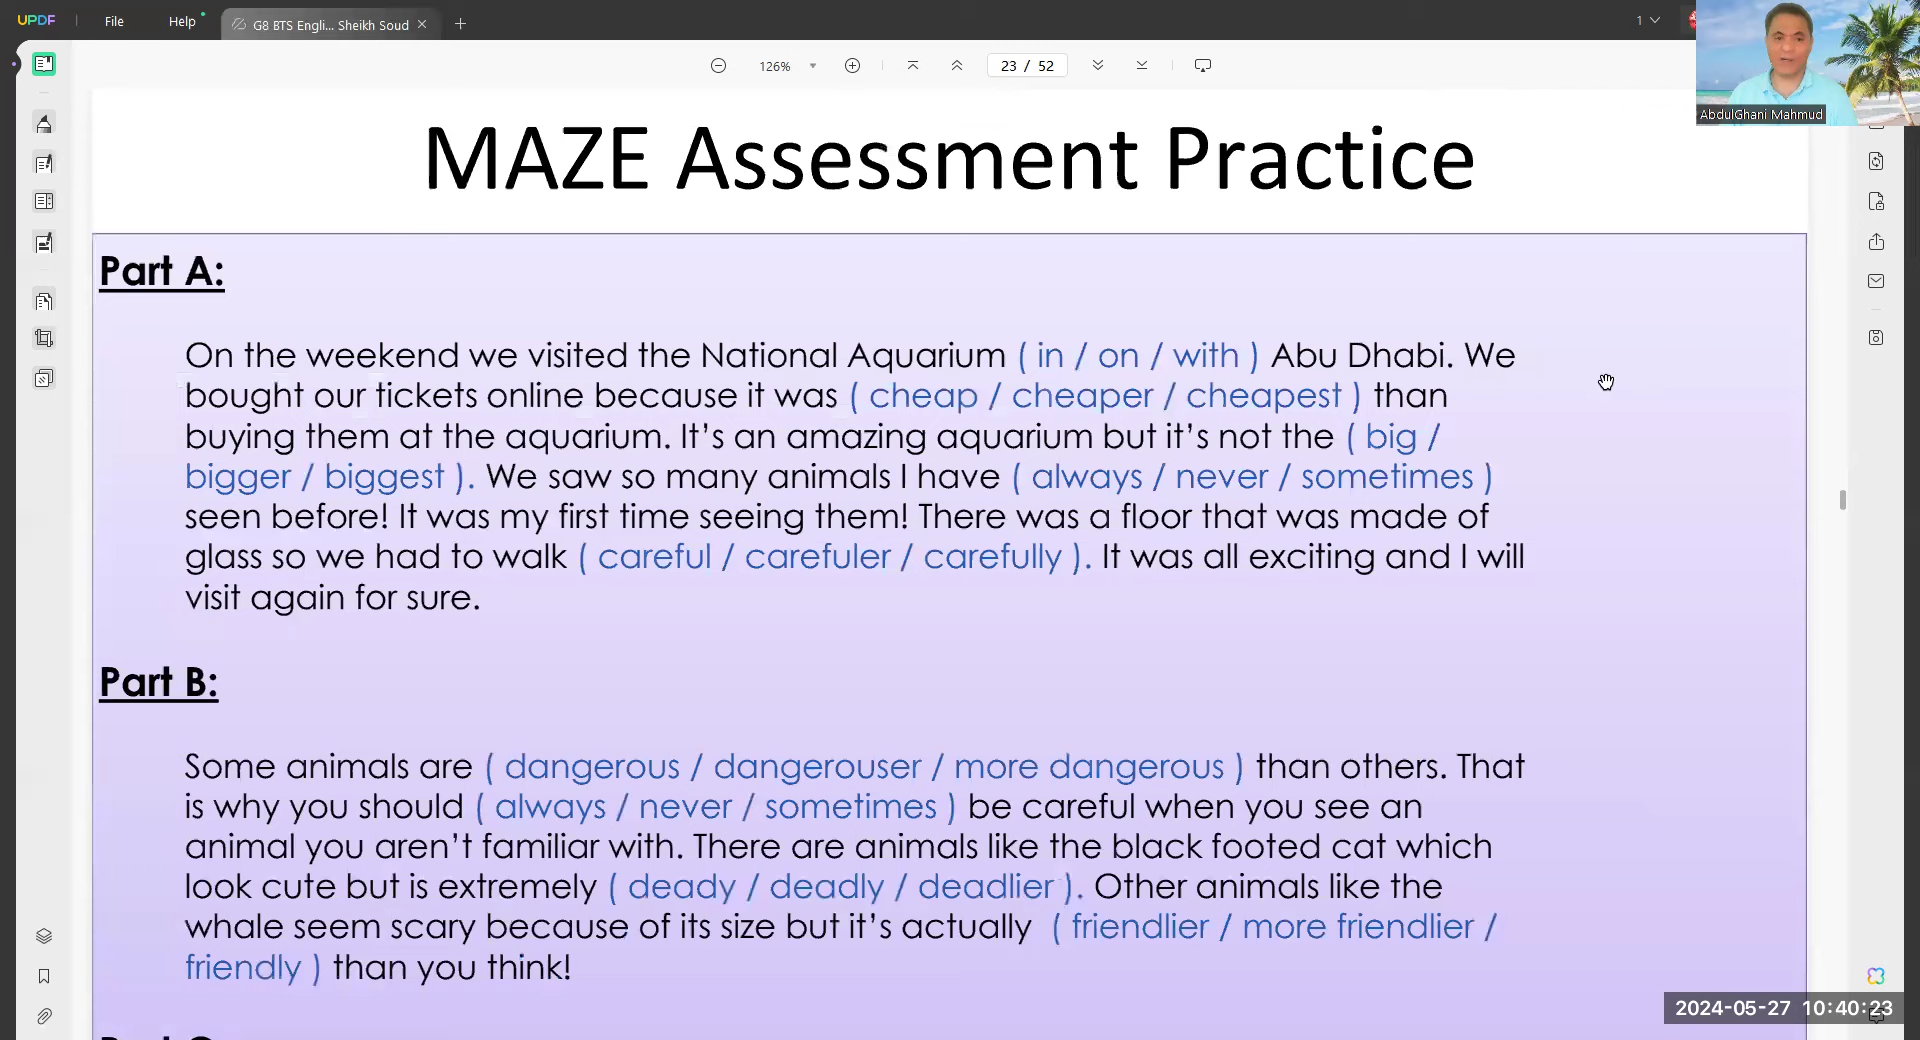 UPDF
File
Help
G8 BTS Engli... Sheikh Soud
1
126%
23 / 52
AbdulGhani Mahmud
MAZE Assessment Practice
Part A:
On the weekend we visited the National Aquarium ( in / on / with ) Abu Dhabi. We
bought our tickets online because it was ( cheap / cheaper / cheapest ) than
buying them at the aquarium. It’s an amazing aquarium but it’s not the ( big /
bigger / biggest ). We saw so many animals I have ( always / never / sometimes )
seen before! It was my first time seeing them! There was a floor that was made of
glass so we had to walk ( careful / carefuler / carefully ). It was all exciting and I will
visit again for sure.
Part B:
Some animals are ( dangerous / dangerouser / more dangerous ) than others. That
is why you should ( always / never / sometimes ) be careful when you see an
animal you aren’t familiar with. There are animals like the black footed cat which
look cute but is extremely ( deady / deadly / deadlier ). Other animals like the
whale seem scary because of its size but it’s actually ( friendlier / more friendlier /
friendly ) than you think!
2024-05-27 10:40:23